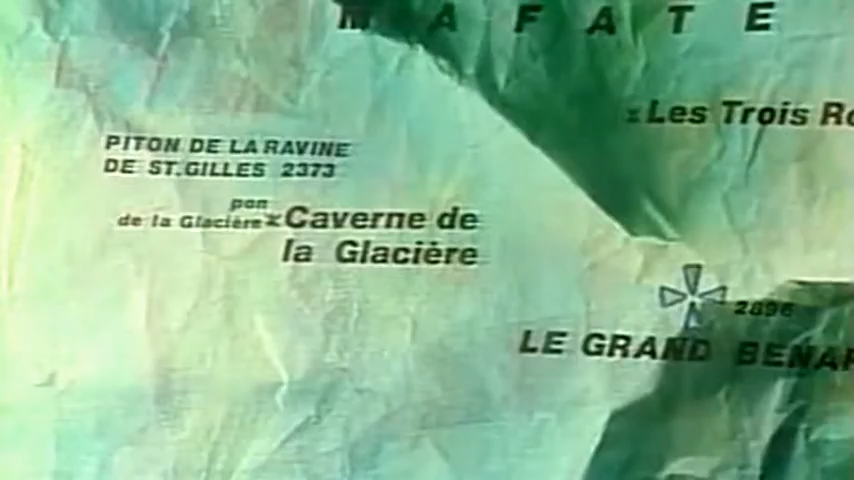 MAFATE
Les Trois Ro
PITON DE LA RAVINE
DE ST.GILLES 2373
pon
de la Glacière
Caverne de
la Glacière
2896
LE GRAND BENAR